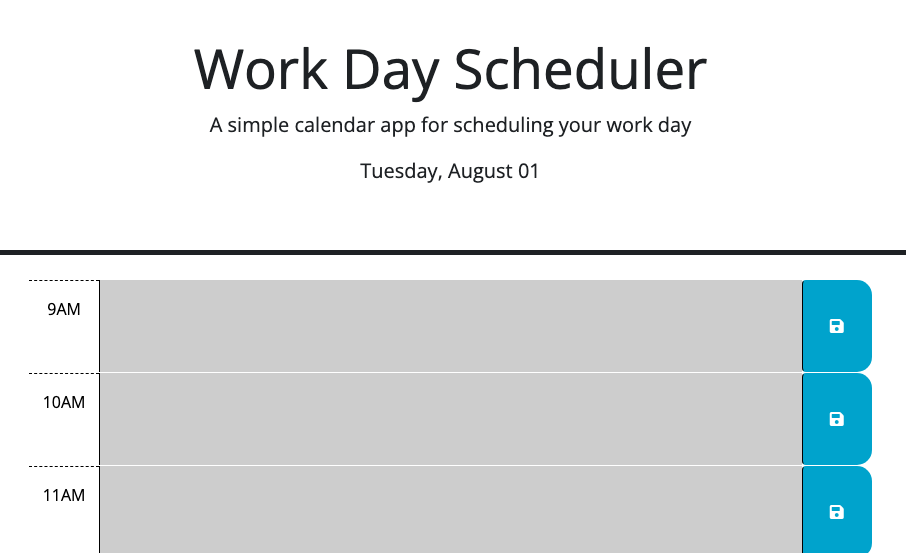 Work Day Scheduler
A simple calendar app for scheduling your work day
Tuesday, August 01
9AM
10AM
11AM